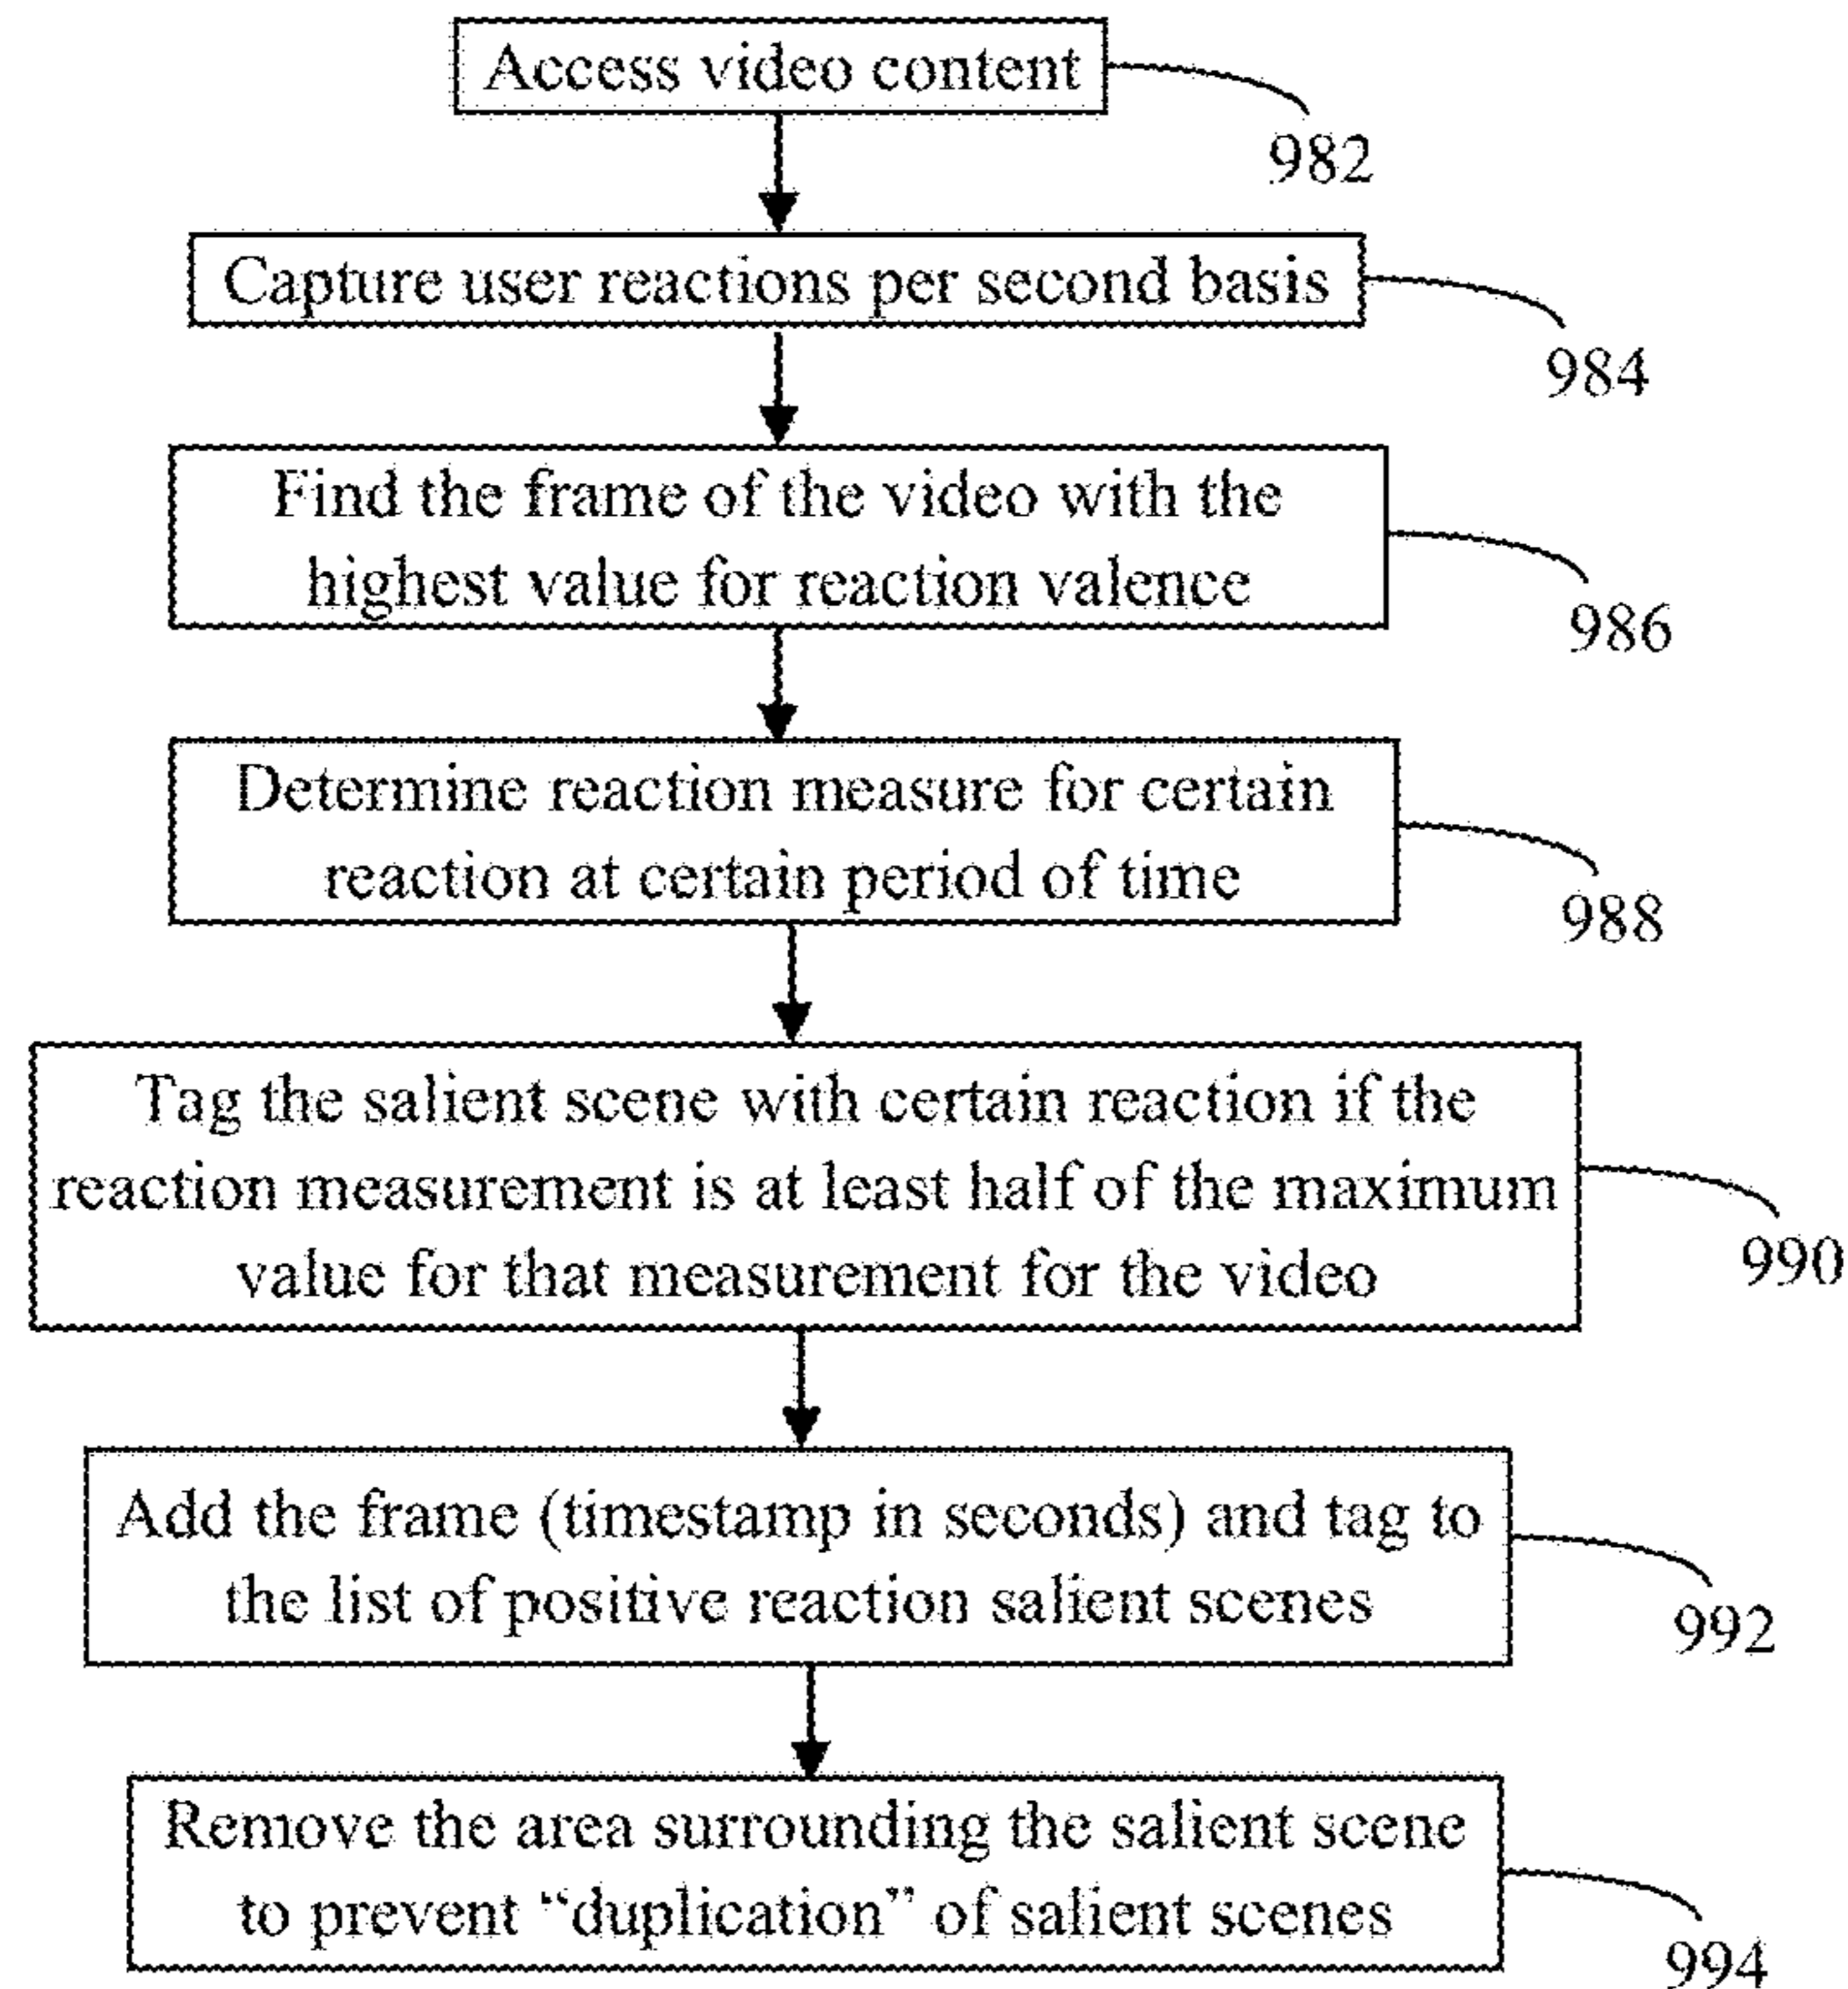 Access video content
982
Capture user reactions per second basis
984
Find the frame of the video with the
highest value for reaction valence
986
Determine reaction measure for certain
reaction at certain period of time
988
Tag the salient scene with certain reaction if the
reaction measurement is at least half of the maximum
value for that measurement for the video
990
Add the frame (timestamp in seconds) and tag to
the list of positive reaction salient scenes
992
Remove the area surrounding the salient scene
to prevent “duplication” of salient scenes
994